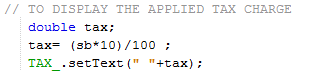 // TO DISPLAY THE APPLIED TAX CHARGE
double tax;
tax= (sb*10)/100 ;
TAX_.setText(" "+tax);